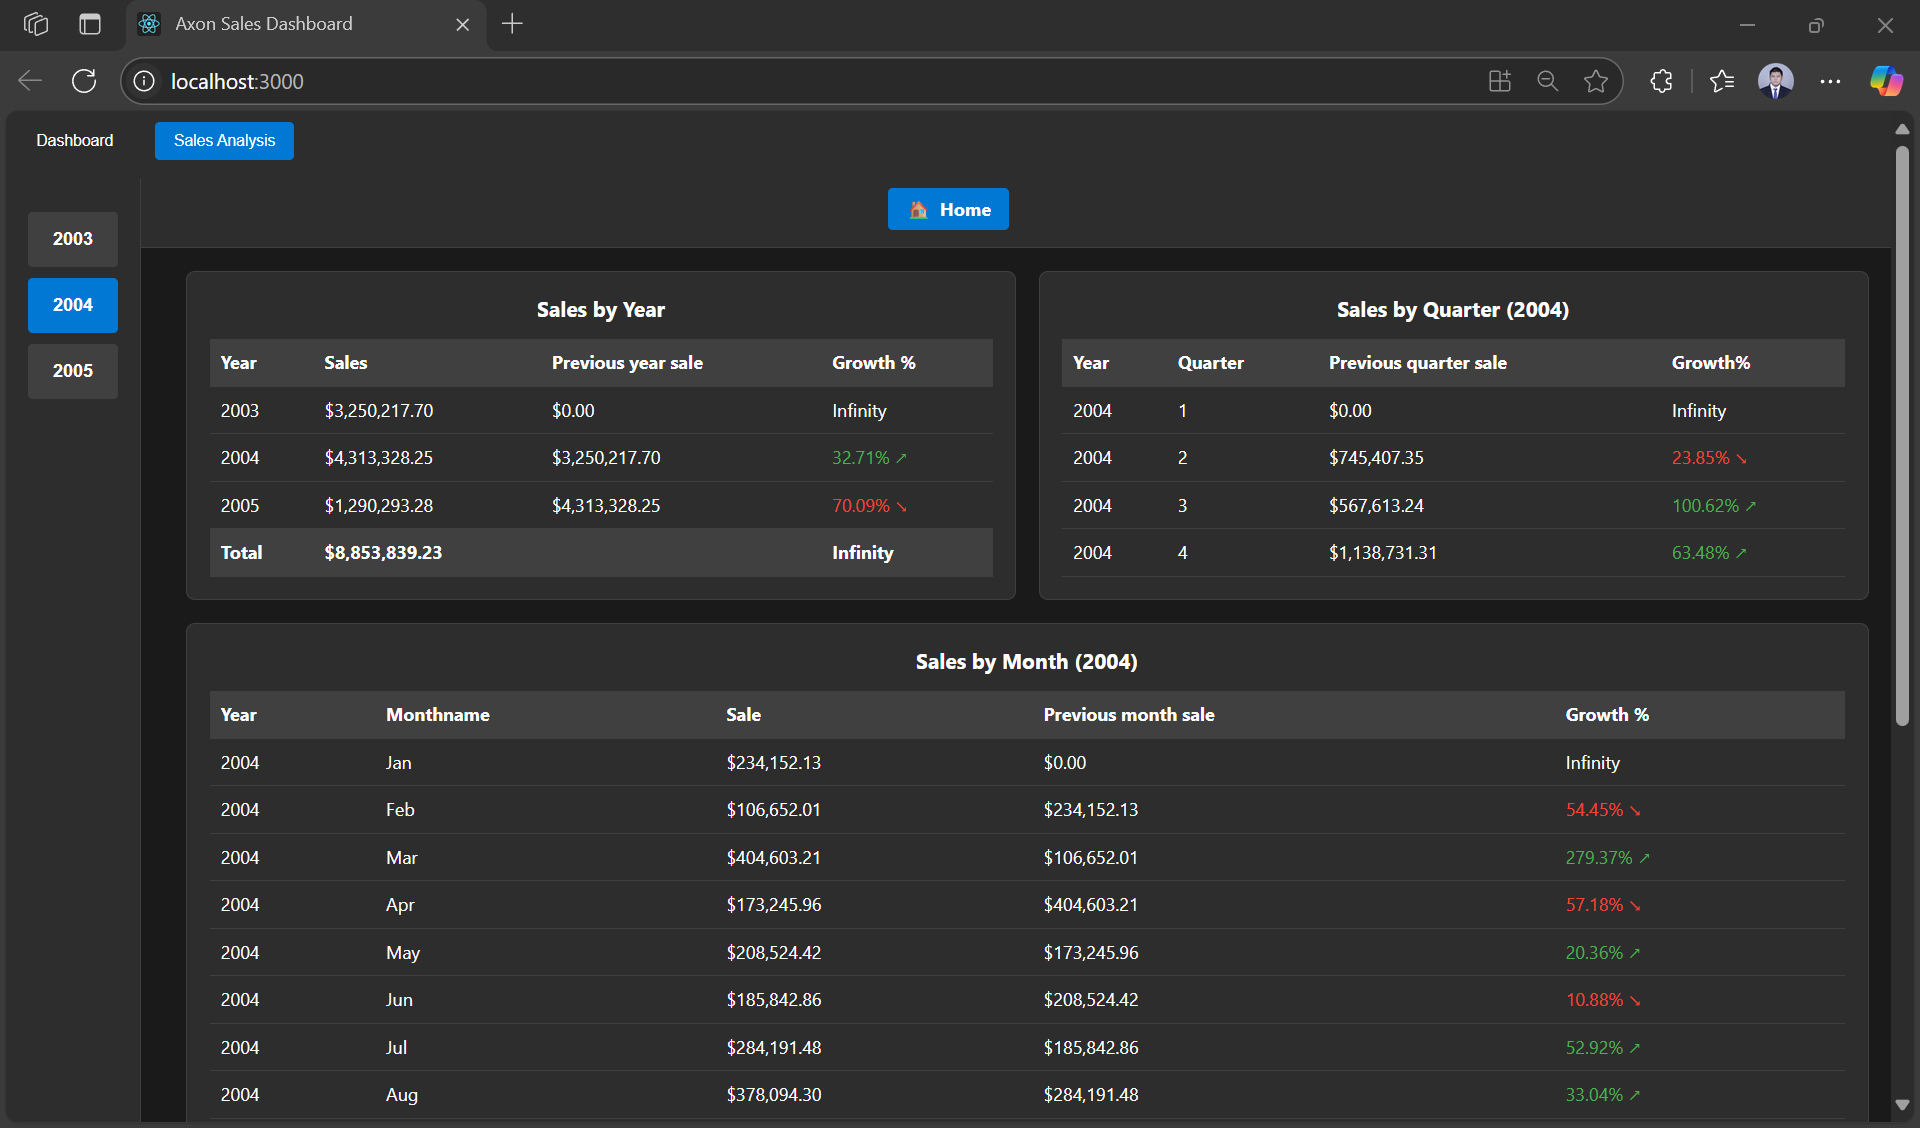 Axon Sales Dashboard
localhost:3000
Dashboard Sales Analysis
Home
2003
2004
2005
Sales by Year
Year Sales Previous year sale Growth %
2003 $3,250,217.70 $0.00 Infinity
2004 $4,313,328.25 $3,250,217.70 32.71% ↗
2005 $1,290,293.28 $4,313,328.25 70.09% ↘
Total $8,853,839.23 Infinity
Sales by Quarter (2004)
Year Quarter Previous quarter sale Growth%
2004 1 $0.00 Infinity
2004 2 $745,407.35 23.85% ↘
2004 3 $567,613.24 100.62% ↗
2004 4 $1,138,731.31 63.48% ↗
Sales by Month (2004)
Year Monthname Sale Previous month sale Growth %
2004 Jan $234,152.13 $0.00 Infinity
2004 Feb $106,652.01 $234,152.13 54.45% ↘
2004 Mar $404,603.21 $106,652.01 279.37% ↗
2004 Apr $173,245.96 $404,603.21 57.18% ↘
2004 May $208,524.42 $173,245.96 20.36% ↗
2004 Jun $185,842.86 $208,524.42 10.88% ↘
2004 Jul $284,191.48 $185,842.86 52.92% ↗
2004 Aug $378,094.30 $284,191.48 33.04% ↗